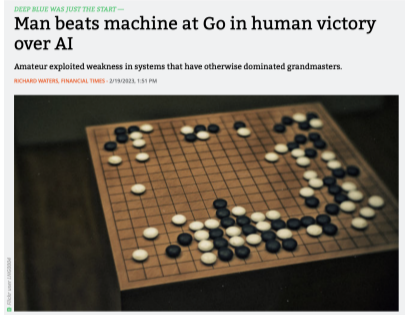 DEEP BLUE WAS JUST THE START —
Man beats machine at Go in human victory
over AI
Amateur exploited weakness in systems that have otherwise dominated grandmasters.
RICHARD WATERS, FINANCIAL TIMES - 2/19/2023, 1:51 PM